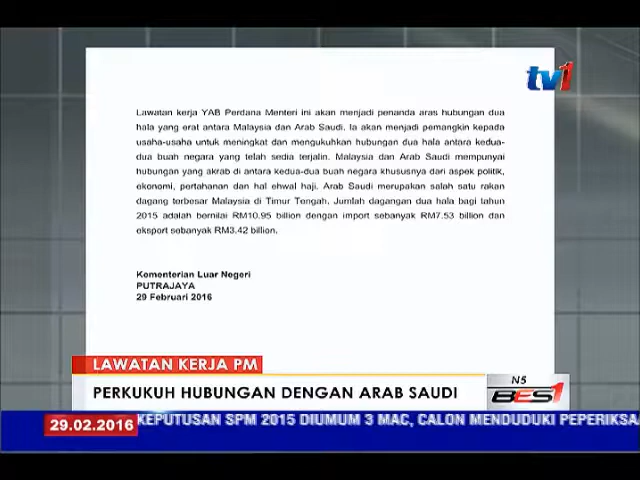 tv1
Lawatan kerja YAB Perdana Menteri ini akan menjadi penanda aras hubungan dua
hala yang erat antara Malaysia dan Arab Saudi. Ia akan menjadi pemangkin kepada
usaha-usaha untuk meningkat dan mengukuhkan hubungan dua hala antara kedua-
dua buah negara yang telah sedia terjalin. Malaysia dan Arab Saudi mempunyai
hubungan yang akrab di antara kedua-dua buah negara khususnya dari aspek politik,
ekonomi, pertahanan dan hal ehwal haji. Arab Saudi merupakan salah satu rakan
dagang terbesar Malaysia di Timur Tengah. Jumlah dagangan dua hala bagi tahun
2015 adalah bernilai RM10.95 billion dengan import sebanyak RM7.53 billion dan
eksport sebanyak RM3.42 billion.
Kementerian Luar Negeri
PUTRAJAYA
29 Februari 2016
LAWATAN KERJA PM
PERKUKUH HUBUNGAN DENGAN ARAB SAUDI
N5
BES1
29.02.2016
KEPUTUSAN SPM 2015 DIUMUM 3 MAC, CALON MENDUDUKI PEPERIKSA